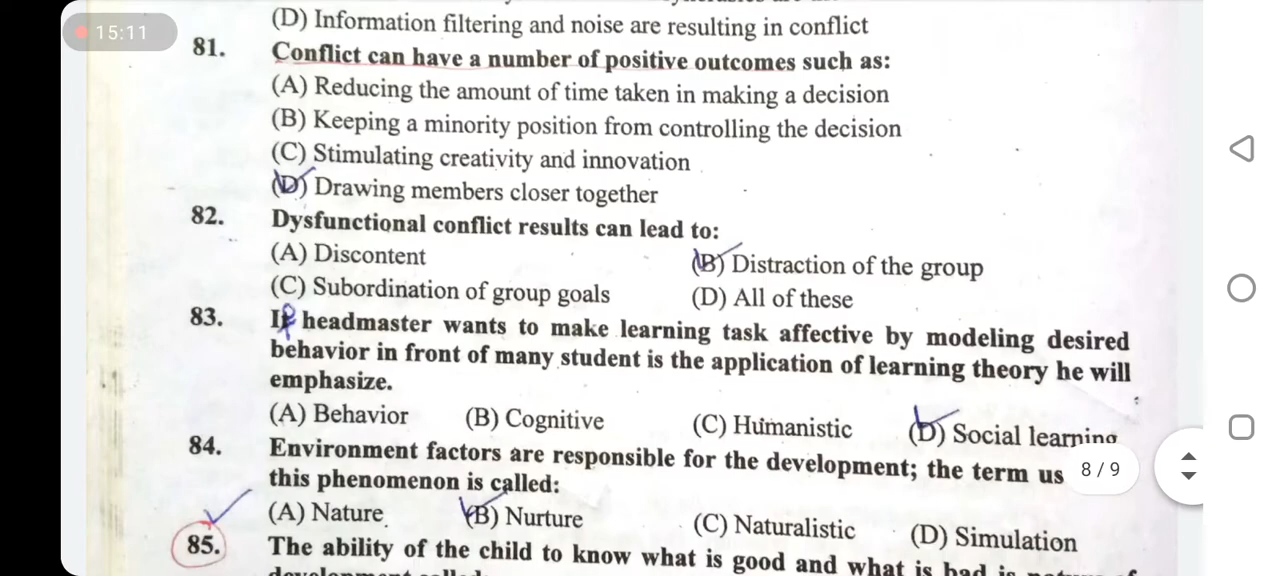 15:11
(D) Information filtering and noise are resulting in conflict
81. Conflict can have a number of positive outcomes such as:
(A) Reducing the amount of time taken in making a decision
(B) Keeping a minority position from controlling the decision
(C) Stimulating creativity and innovation
(D) Drawing members closer together
82. Dysfunctional conflict results can lead to:
(A) Discontent (B) Distraction of the group
(C) Subordination of group goals (D) All of these
83. If headmaster wants to make learning task affective by modeling desired
behavior in front of many student is the application of learning theory he will
emphasize.
(A) Behavior (B) Cognitive (C) Humanistic (D) Social learning
84. Environment factors are responsible for the development; the term us
8 / 9
this phenomenon is called:
(A) Nature (B) Nurture (C) Naturalistic (D) Simulation
85. The ability of the child to know what is good and what is bad is